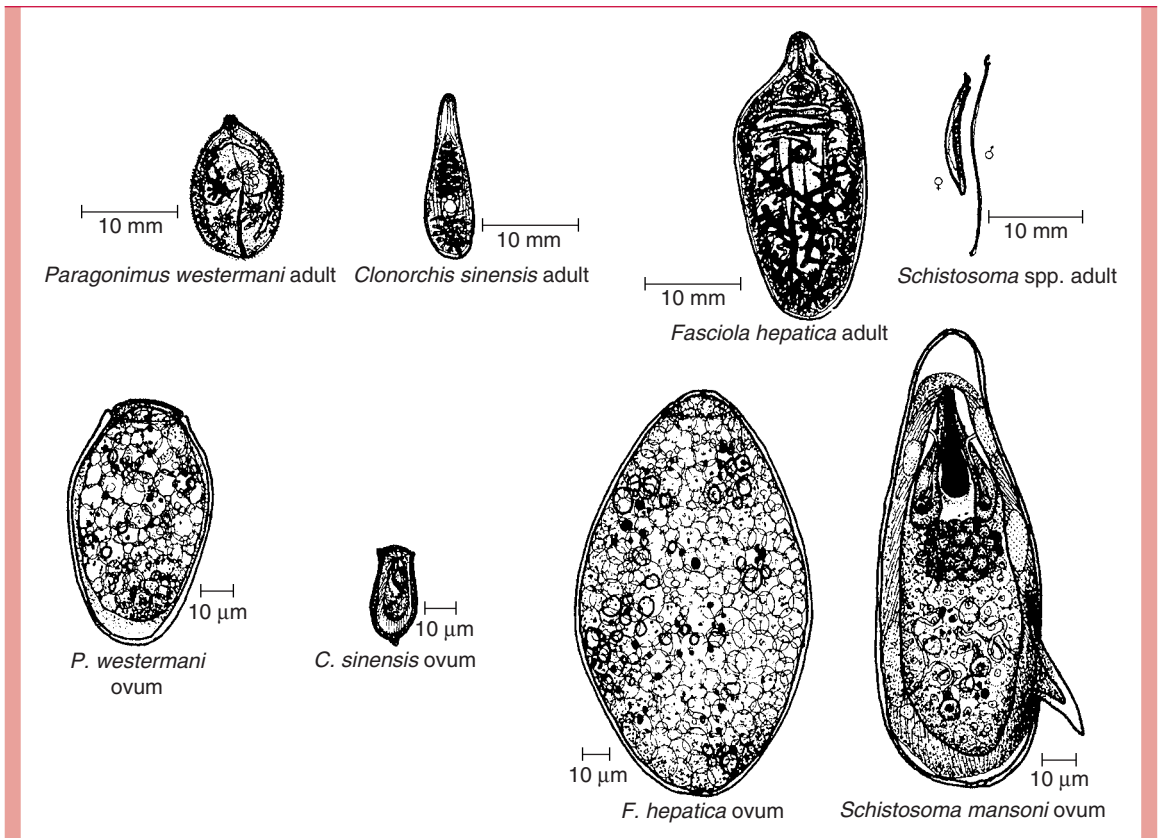 ♀
♂
10 mm
10 mm
10 mm
10 mm
Paragonimus westermani adult
Clonorchis sinensis adult
Schistosoma spp. adult
Fasciola hepatica adult
10 μm
10 μm
P. westermani
ovum
C. sinensis ovum
10 μm
10 μm
F. hepatica ovum
Schistosoma mansoni ovum